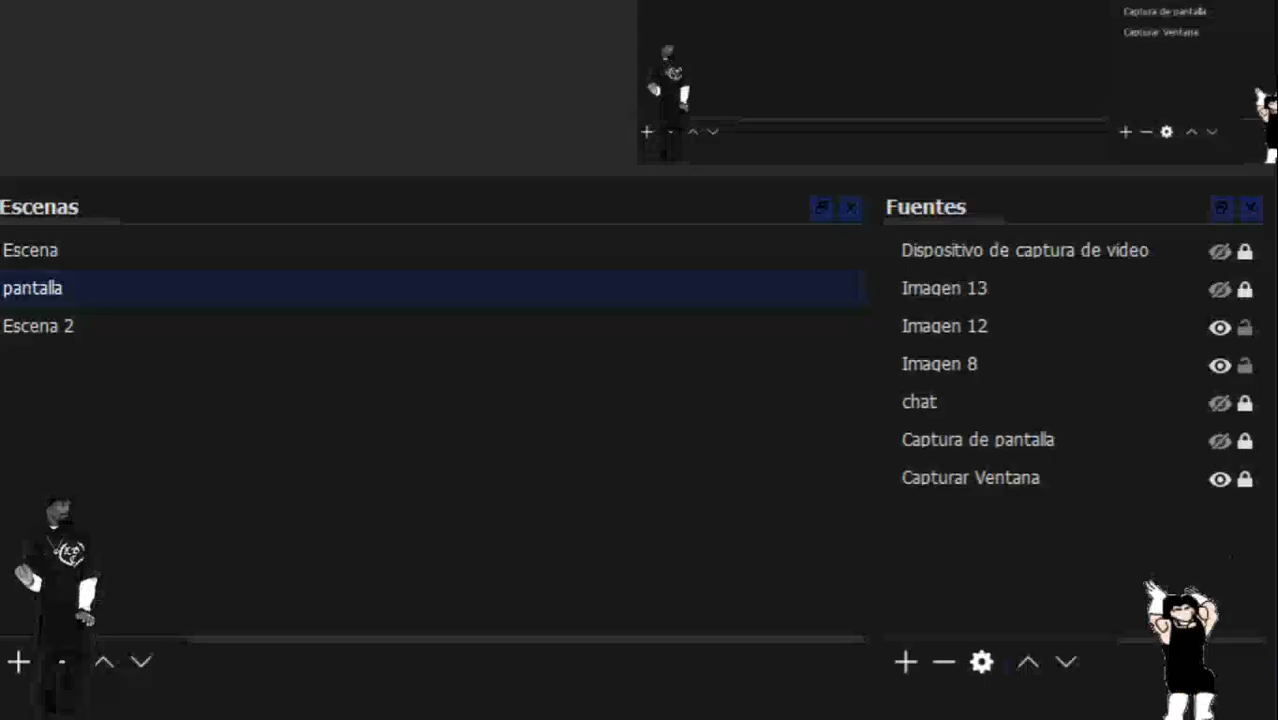 Captura de pantalla
Capturar Ventana
Escenas
Fuentes
Escena
pantalla
Escena 2
Dispositivo de captura de video
Imagen 13
Imagen 12
Imagen 8
chat
Captura de pantalla
Capturar Ventana